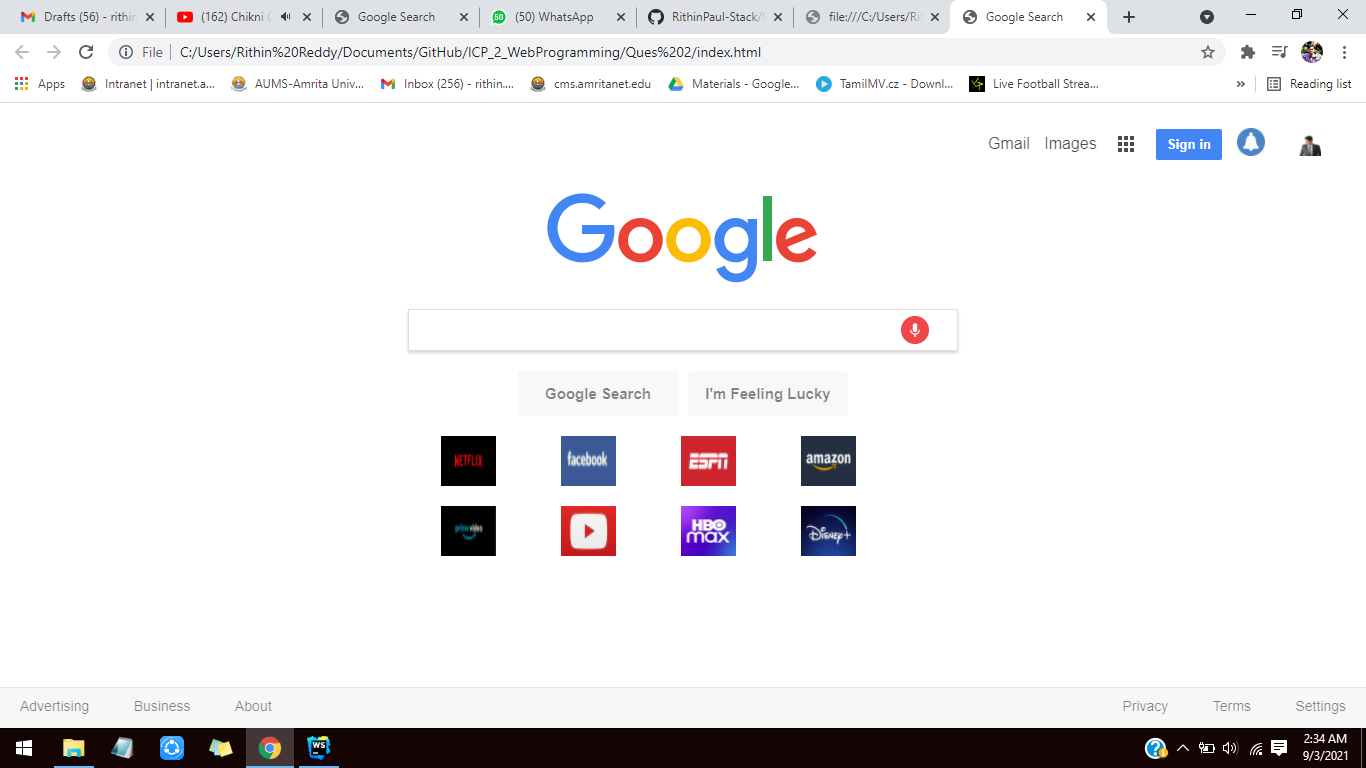 Drafts (56) - rithin
(162) Chikni C
Google Search
(50) WhatsApp
RithinPaul-Stack/
file:///C:/Users/Ri
Google Search
File
C:/Users/Rithin%20Reddy/Documents/GitHub/ICP_2_WebProgramming/Ques%202/index.html
Apps
Intranet | intranet.a...
AUMS-Amrita Univ...
Inbox (256) - rithin....
cms.amritanet.edu
Materials - Google...
TamilMV.cz - Downl...
Live Football Strea...
»
Reading list
Gmail
Images
Sign in
Google
Google Search
I'm Feeling Lucky
NETFLIX
facebook
ESPN
amazon
prime video
HBO
max
Disney+
Advertising
Business
About
Privacy
Terms
Settings
WS
2:34 AM
9/3/2021